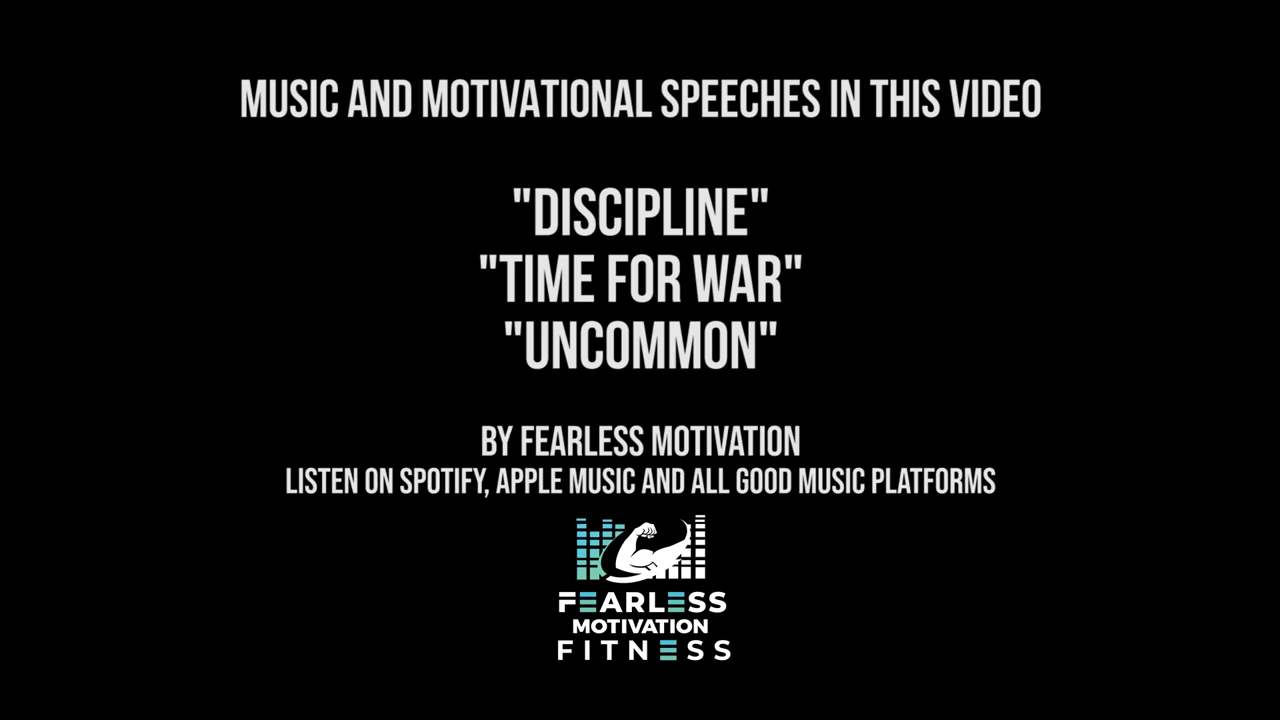 MUSIC AND MOTIVATIONAL SPEECHES IN THIS VIDEO
"DISCIPLINE"
"TIME FOR WAR"
"UNCOMMON"
BY FEARLESS MOTIVATION
LISTEN ON SPOTIFY, APPLE MUSIC AND ALL GOOD MUSIC PLATFORMS
FEARLESS
MOTIVATION
FITNESS